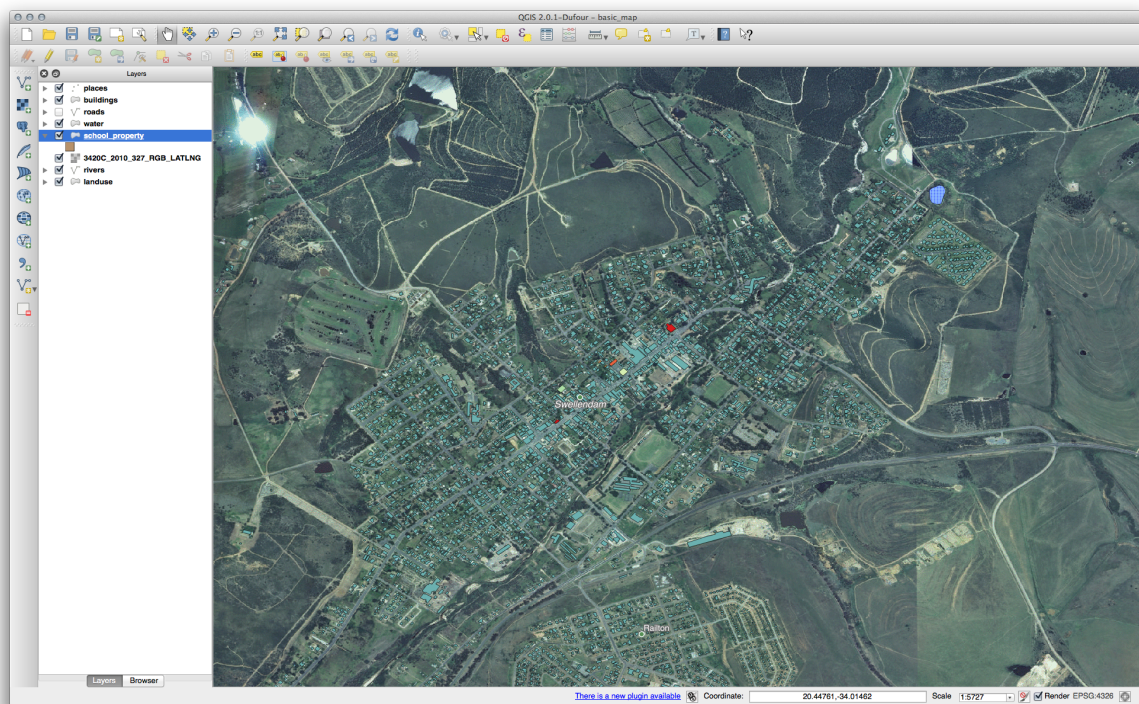 QGIS 2.0.1-Dufour - basic_map
Layers
places
buildings
roads
water
school_property
3420C_2010_327_RGB_LATLNG
rivers
landuse
Swellendam
Railton
Layers Browser
There is a new plugin available Coordinate: 20.44761,-34.01462 Scale 1:5727 Render EPSG:4326